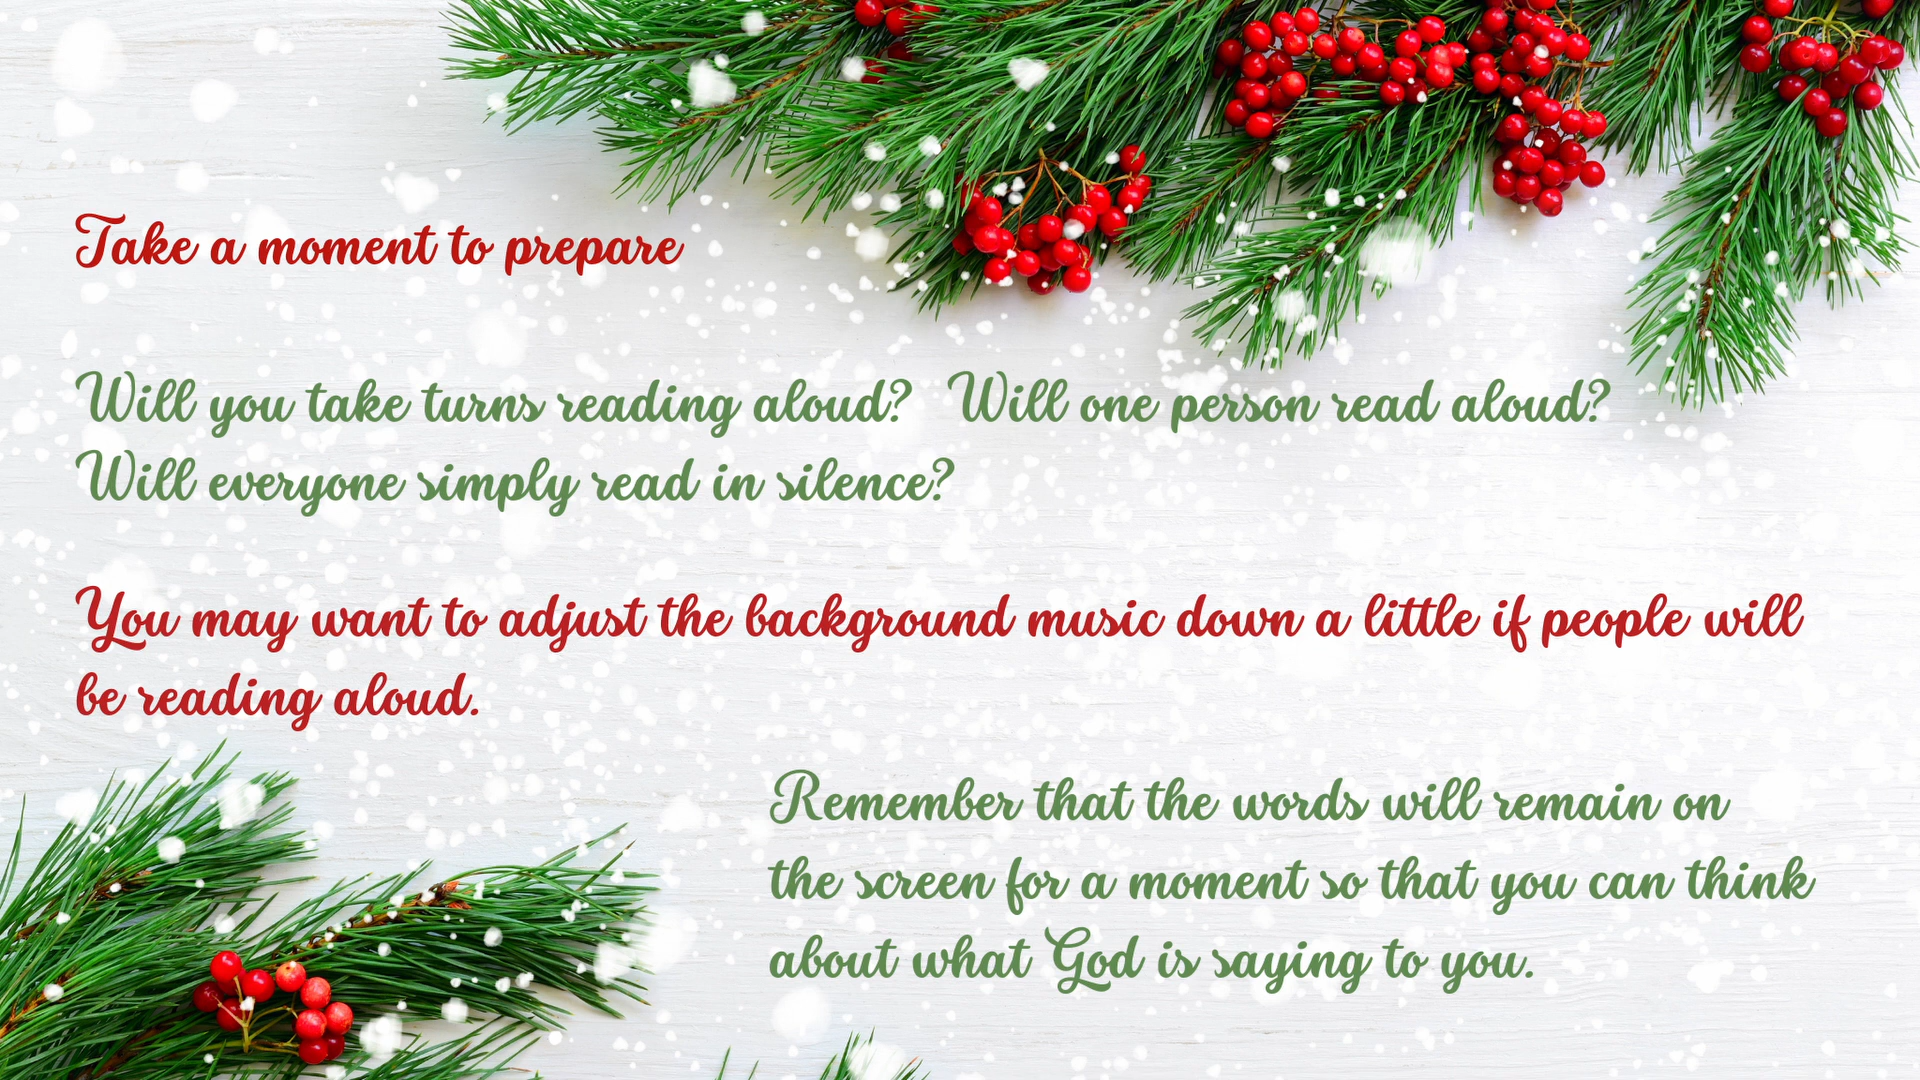 Take a moment to prepare
Will you take turns reading aloud?   Will one person read aloud?
Will everyone simply read in silence?
You may want to adjust the background music down a little if people will
be reading aloud.
Remember that the words will remain on
the screen for a moment so that you can think
about what God is saying to you.